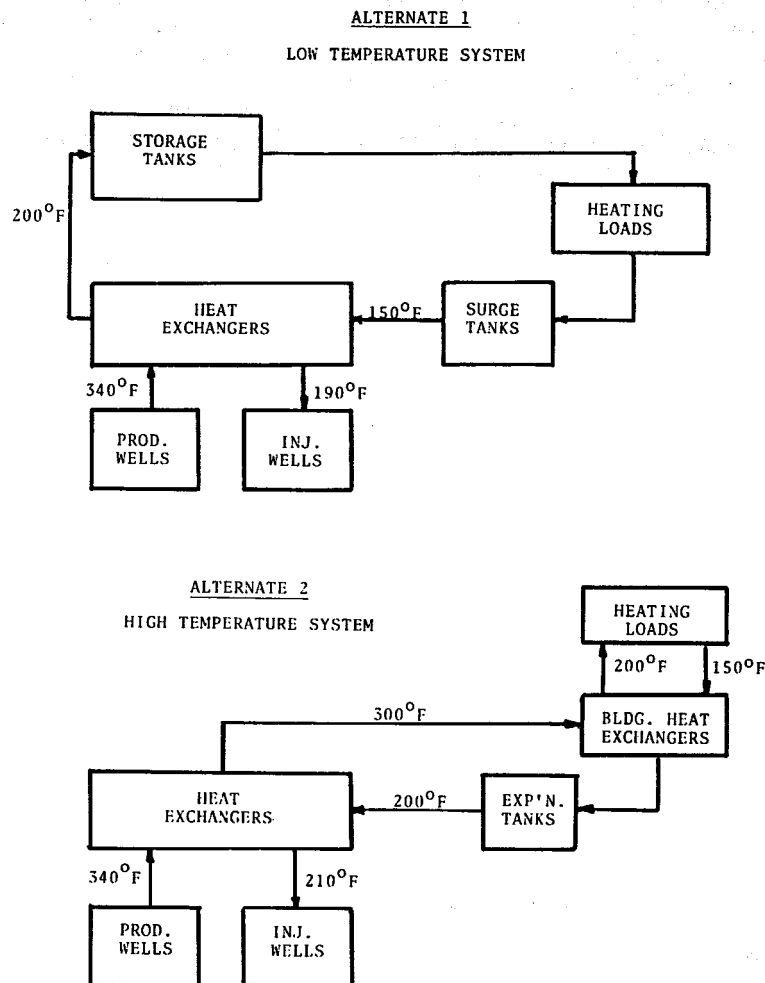 ALTERNATE 1
LOW TEMPERATURE SYSTEM
STORAGE
TANKS
200°F
HEATING
LOADS
HEAT
EXCHANGERS
150°F
SURGE
TANKS
340°F
190°F
PROD.
WELLS
INJ.
WELLS
ALTERNATE 2
HIGH TEMPERATURE SYSTEM
HEATING
LOADS
200°F
150°F
300°F
BLDG. HEAT
EXCHANGERS
HEAT
EXCHANGERS
200°F
EXP'N.
TANKS
340°F
210°F
PROD.
WELLS
INJ.
WELLS